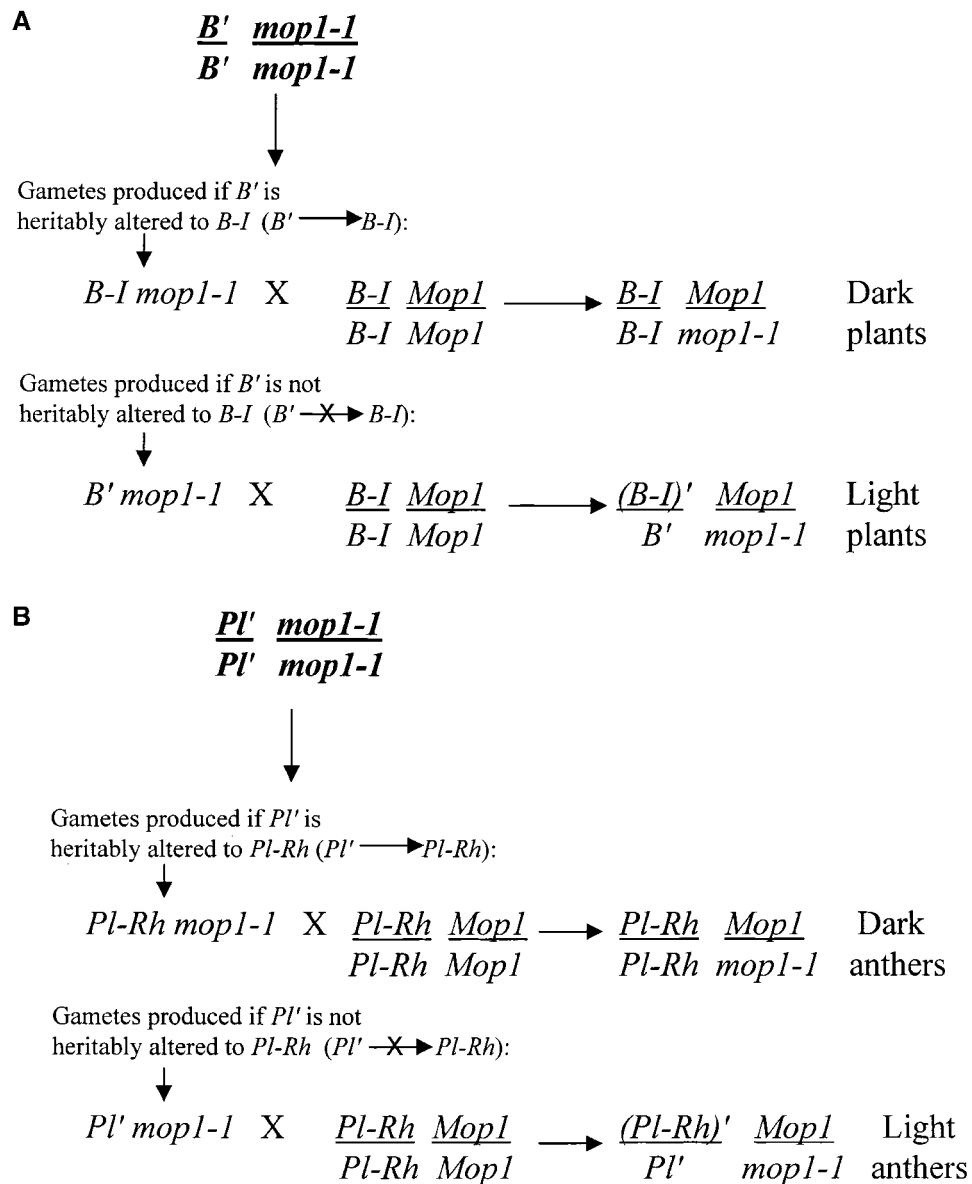 A
B' mop1-1
B' mop1-1
Gametes produced if B' is
heritably altered to B-I (B' → B-I):
B-I mop1-1 X B-I Mop1 → B-I Mop1 Dark
B-I Mop1 B-I mop1-1 plants
Gametes produced if B' is not
heritably altered to B-I (B' –X→ B-I):
B' mop1-1 X B-I Mop1 → (B-I)' Mop1 Light
B-I Mop1 B' mop1-1 plants
B
Pl' mop1-1
Pl' mop1-1
Gametes produced if Pl' is
heritably altered to Pl-Rh (Pl' → Pl-Rh):
Pl-Rh mop1-1 X Pl-Rh Mop1 → Pl-Rh Mop1 Dark
Pl-Rh Mop1 Pl-Rh mop1-1 anthers
Gametes produced if Pl' is not
heritably altered to Pl-Rh (Pl' –X→ Pl-Rh):
Pl' mop1-1 X Pl-Rh Mop1 → (Pl-Rh)' Mop1 Light
Pl-Rh Mop1 Pl' mop1-1 anthers